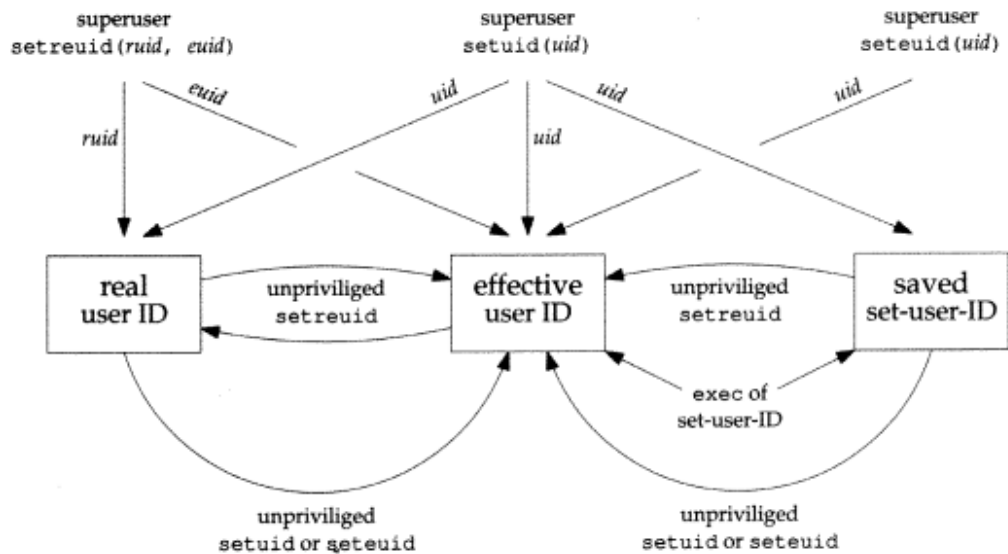 superuser
setreuid(ruid, euid)
superuser
setuid(uid)
superuser
seteuid(uid)
euid
uid
uid
uid
ruid
uid
real
user ID
unpriviliged
setreuid
effective
user ID
unpriviliged
setreuid
saved
set-user-ID
exec of
set-user-ID
unpriviliged
setuid or seteuid
unpriviliged
setuid or seteuid